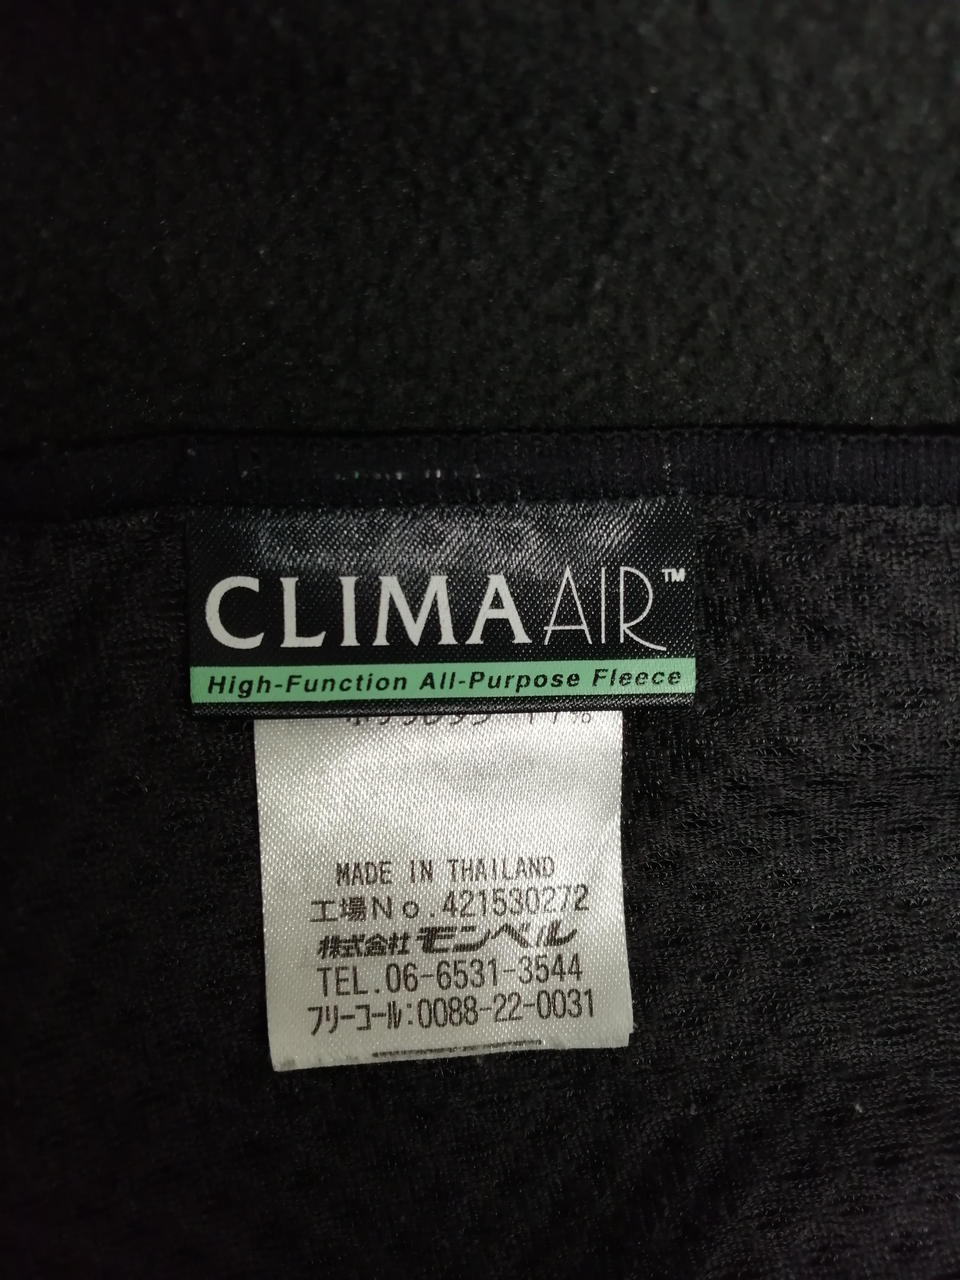 CLIMAAIR™
High-Function All-Purpose Fleece
MADE IN THAILAND
工場No.421530272
株式会社 モンベル
TEL.06-6531-3544
フリーコール:0088-22-0031